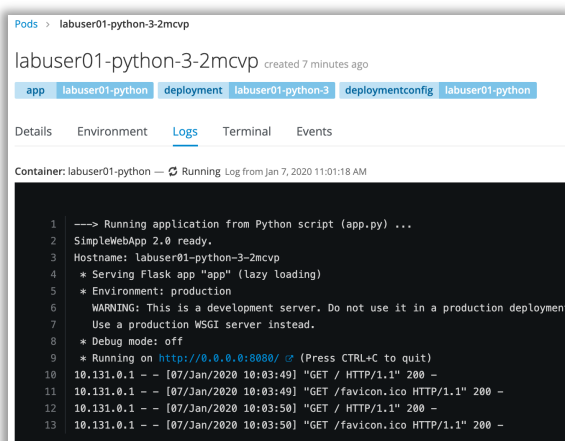 Pods > labuser01-python-3-2mcvp
labuser01-python-3-2mcvp created 7 minutes ago
app labuser01-python deployment labuser01-python-3 deploymentconfig labuser01-python
Details Environment Logs Terminal Events
Container: labuser01-python — Running Log from Jan 7, 2020 11:01:18 AM
1 ---> Running application from Python script (app.py) ...
2 SimpleWebApp 2.0 ready.
3 Hostname: labuser01-python-3-2mcvp
4 * Serving Flask app "app" (lazy loading)
5 * Environment: production
6 WARNING: This is a development server. Do not use it in a production deployment
7 Use a production WSGI server instead.
8 * Debug mode: off
9 * Running on http://0.0.0.0:8080/ (Press CTRL+C to quit)
10 10.131.0.1 - - [07/Jan/2020 10:03:49] "GET / HTTP/1.1" 200 -
11 10.131.0.1 - - [07/Jan/2020 10:03:49] "GET /favicon.ico HTTP/1.1" 200 -
12 10.131.0.1 - - [07/Jan/2020 10:03:50] "GET / HTTP/1.1" 200 -
13 10.131.0.1 - - [07/Jan/2020 10:03:50] "GET /favicon.ico HTTP/1.1" 200 -